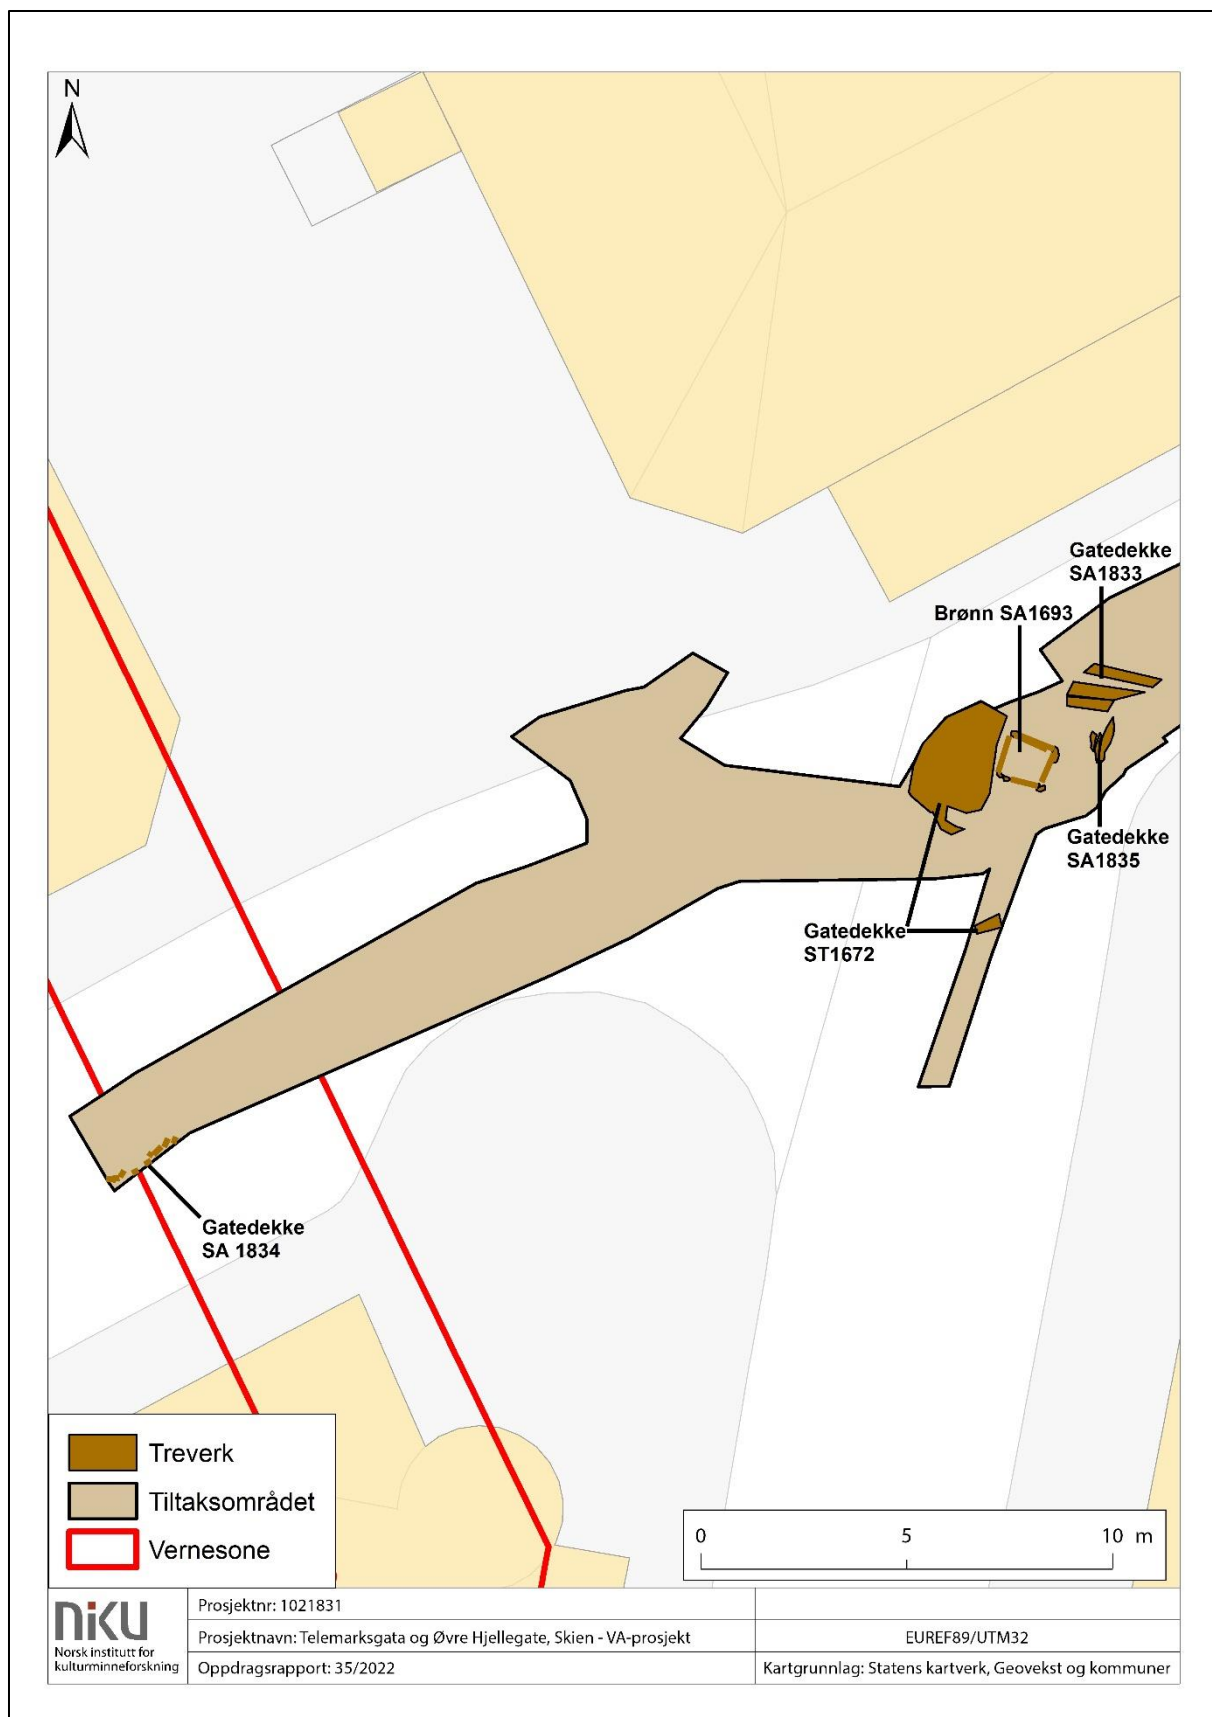 N
Gatedekke
SA1833
Brønn SA1693
Gatedekke
SA1835
Gatedekke
ST1672
Gatedekke
SA 1834
Treverk
Tiltaksområdet
Vernesone
0 5 10 m
niku
Norsk institutt for
kulturminneforskning
Prosjektnr: 1021831
Prosjektnavn: Telemarksgata og Øvre Hjellegate, Skien - VA-prosjekt
EUREF89/UTM32
Oppdragsrapport: 35/2022
Kartgrunnlag: Statens kartverk, Geovekst og kommuner